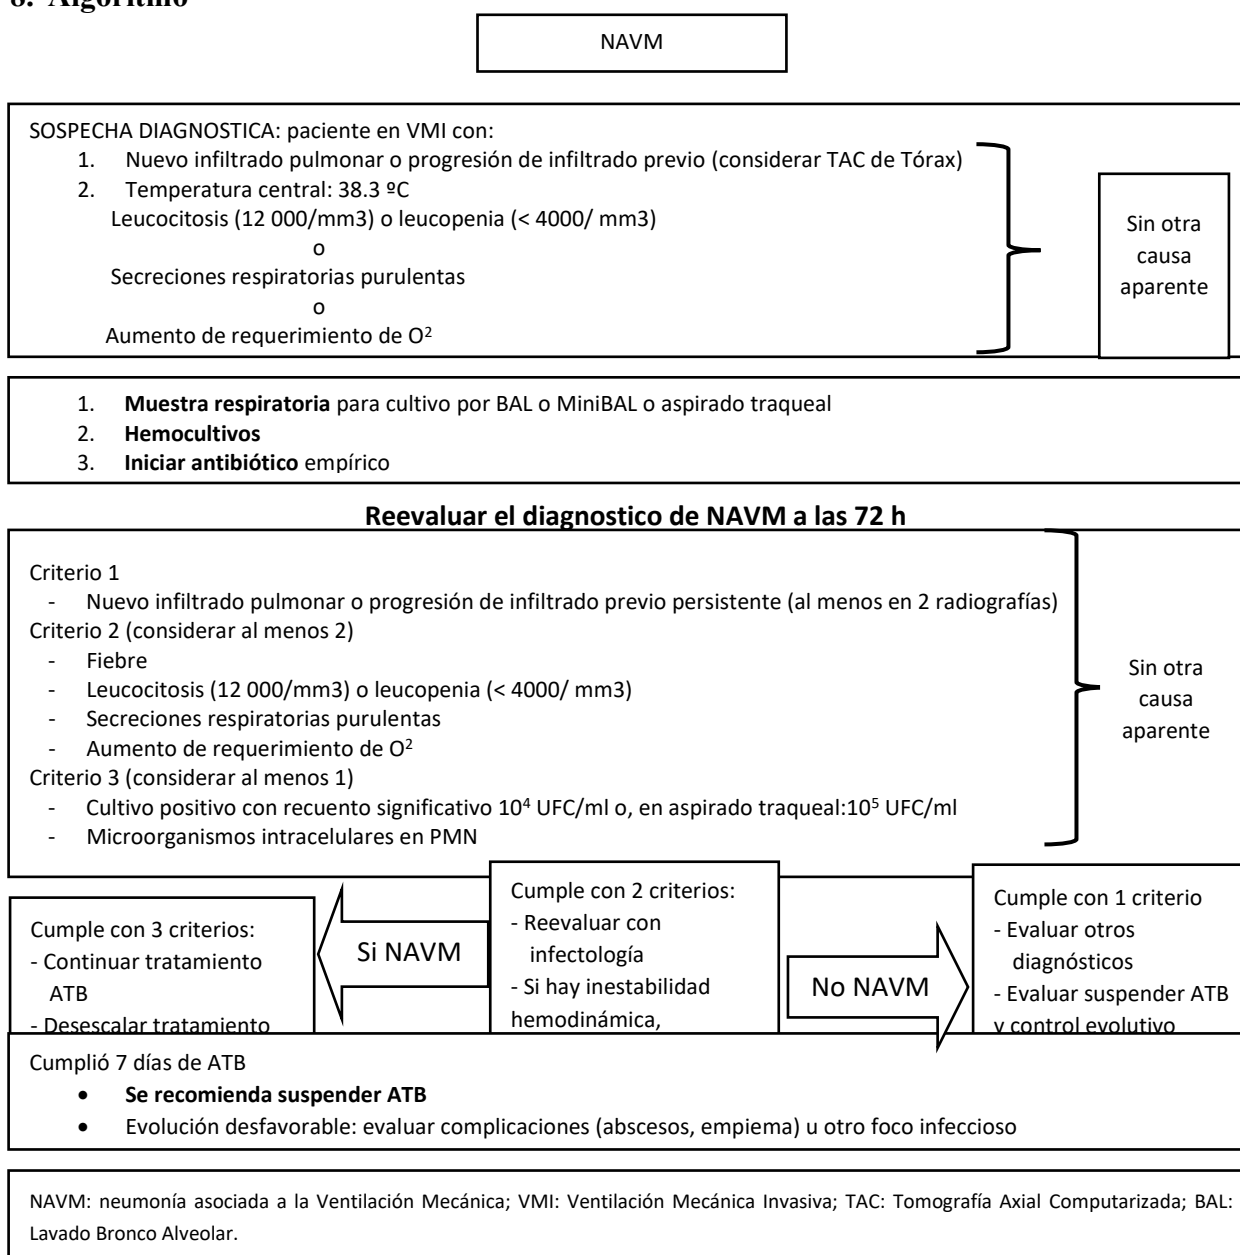 8. Algoritmo
NAVM
SOSPECHA DIAGNOSTICA: paciente en VMI con:
1. Nuevo infiltrado pulmonar o progresión de infiltrado previo (considerar TAC de Tórax)
2. Temperatura central: 38.3 ºC
Leucocitosis (12 000/mm3) o leucopenia (< 4000/ mm3)
o
Secreciones respiratorias purulentas
o
Aumento de requerimiento de O²
Sin otra
causa
aparente
1. Muestra respiratoria para cultivo por BAL o MiniBAL o aspirado traqueal
2. Hemocultivos
3. Iniciar antibiótico empírico
Reevaluar el diagnostico de NAVM a las 72 h
Criterio 1
- Nuevo infiltrado pulmonar o progresión de infiltrado previo persistente (al menos en 2 radiografías)
Criterio 2 (considerar al menos 2)
- Fiebre
- Leucocitosis (12 000/mm3) o leucopenia (< 4000/ mm3)
- Secreciones respiratorias purulentas
- Aumento de requerimiento de O²
Criterio 3 (considerar al menos 1)
- Cultivo positivo con recuento significativo 10⁴ UFC/ml o, en aspirado traqueal:10⁵ UFC/ml
- Microorganismos intracelulares en PMN
Sin otra
causa
aparente
Cumple con 3 criterios:
- Continuar tratamiento
ATB
- Desescalar tratamiento
Si NAVM
Cumple con 2 criterios:
- Reevaluar con
infectología
- Si hay inestabilidad
hemodinámica,
No NAVM
Cumple con 1 criterio
- Evaluar otros
diagnósticos
- Evaluar suspender ATB
y control evolutivo
Cumplió 7 días de ATB
• Se recomienda suspender ATB
• Evolución desfavorable: evaluar complicaciones (abscesos, empiema) u otro foco infeccioso
NAVM: neumonía asociada a la Ventilación Mecánica; VMI: Ventilación Mecánica Invasiva; TAC: Tomografía Axial Computarizada; BAL:
Lavado Bronco Alveolar.